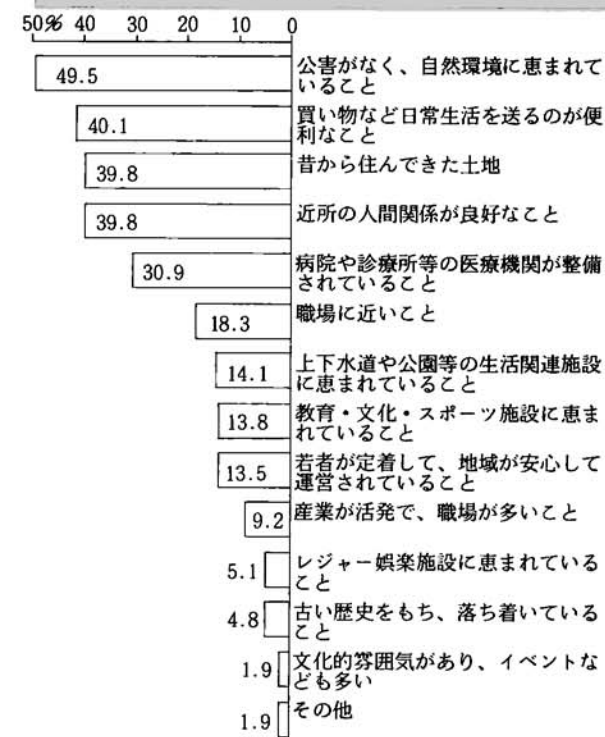 50% 40 30 20 10 0
49.5 公害がなく、自然環境に恵まれて
いること
40.1 買い物など日常生活を送るのが便
利なこと
39.8 昔から住んできた土地
39.8 近所の人間関係が良好なこと
30.9 病院や診療所等の医療機関が整備
されていること
18.3 職場に近いこと
14.1 上下水道や公園等の生活関連施設
に恵まれていること
13.8 教育・文化・スポーツ施設に恵ま
れていること
13.5 若者が定着して、地域が安心して
運営されていること
9.2 産業が活発で、職場が多いこと
5.1 レジャー娯楽施設に恵まれている
こと
4.8 古い歴史をもち、落ち着いている
こと
1.9 文化的雰囲気があり、イベントな
ども多い
1.9 その他